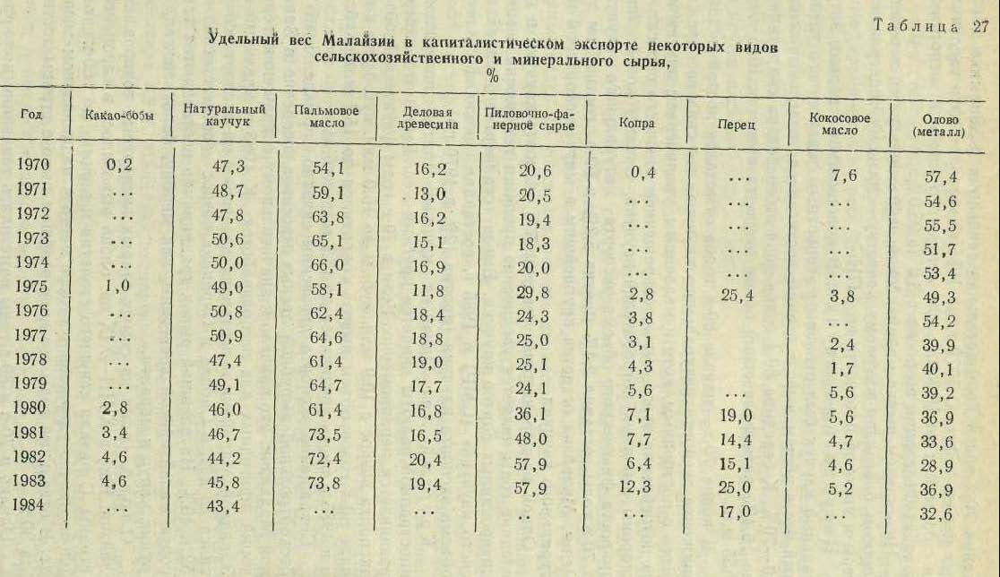 Таблица 27
Удельный вес Малайзии в капиталистическом экспорте некоторых видов
сельскохозяйственного и минерального сырья,
%
Год Какао-бобы Натуральный каучук Пальмовое масло Деловая древесина Пиловочно-фанерное сырье Копра Перец Кокосовое масло Олово (металл)
1970 0,2 47,3 54,1 16,2 20,6 0,4 ... 7,6 57,4
1971 ... 48,7 59,1 13,0 20,5 ... ... ... 54,6
1972 ... 47,8 63,8 16,2 19,4 ... ... ... 55,5
1973 ... 50,6 65,1 15,1 18,3 ... ... ... 51,7
1974 ... 50,0 66,0 16,9 20,0 ... ... ... 53,4
1975 1,0 49,0 58,1 11,8 29,8 2,8 25,4 3,8 49,3
1976 ... 50,8 62,4 18,4 24,3 3,8 ... 54,2
1977 ... 50,9 64,6 18,8 25,0 3,1 2,4 39,9
1978 ... 47,4 61,4 19,0 25,1 4,3 1,7 40,1
1979 ... 49,1 64,7 17,7 24,1 5,6 ... 5,6 39,2
1980 2,8 46,0 61,4 16,8 36,1 7,1 19,0 5,6 36,9
1981 3,4 46,7 73,5 16,5 48,0 7,7 14,4 4,7 33,6
1982 4,6 44,2 72,4 20,4 57,9 6,4 15,1 4,6 28,9
1983 4,6 45,8 73,8 19,4 57,9 12,3 25,0 5,2 36,9
1984 ... 43,4 ... ... .. ... 17,0 ... 32,6